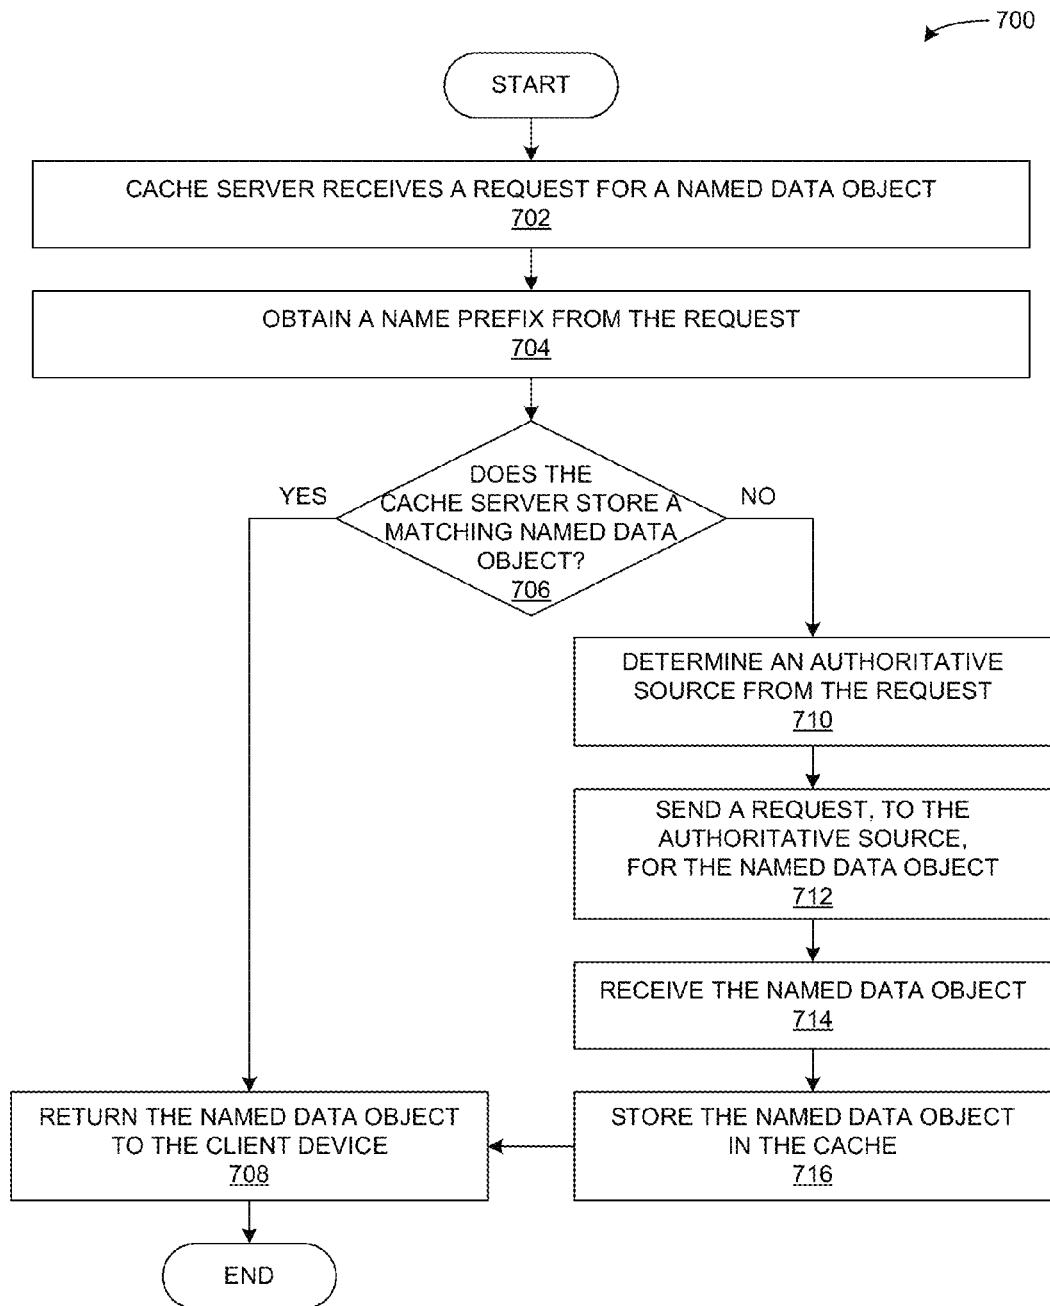 700
START
CACHE SERVER RECEIVES A REQUEST FOR A NAMED DATA OBJECT
702
OBTAIN A NAME PREFIX FROM THE REQUEST
704
DOES THE
CACHE SERVER STORE A
MATCHING NAMED DATA
OBJECT?
706
YES
NO
DETERMINE AN AUTHORITATIVE
SOURCE FROM THE REQUEST
710
SEND A REQUEST, TO THE
AUTHORITATIVE SOURCE,
FOR THE NAMED DATA OBJECT
712
RECEIVE THE NAMED DATA OBJECT
714
STORE THE NAMED DATA OBJECT
IN THE CACHE
716
RETURN THE NAMED DATA OBJECT
TO THE CLIENT DEVICE
708
END